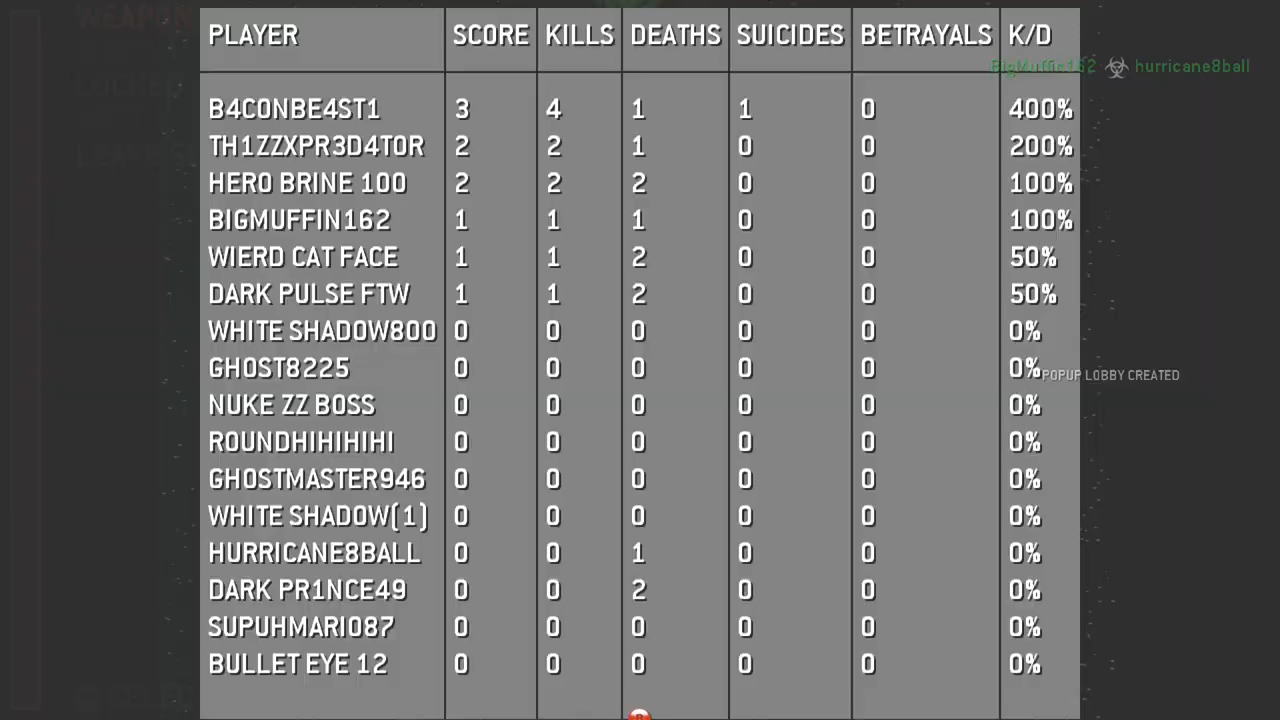 PLAYER SCORE KILLS DEATHS SUICIDES BETRAYALS K/D
BigMuffic162 hurricane8ball
B4CONBE4ST1 3 4 1 1 0 400%
TH1ZZXPR3D4TOR 2 2 1 0 0 200%
HERO BRINE 100 2 2 2 0 0 100%
BIGMUFFIN162 1 1 1 0 0 100%
WIERD CAT FACE 1 1 2 0 0 50%
DARK PULSE FTW 1 1 2 0 0 50%
WHITE SHADOW800 0 0 0 0 0 0%
GHOST8225 0 0 0 0 0 0%
POPUP LOBBY CREATED
NUKE ZZ BOSS 0 0 0 0 0 0%
ROUNDHIHIHIHI 0 0 0 0 0 0%
GHOSTMASTER946 0 0 0 0 0 0%
WHITE SHADOW(1) 0 0 0 0 0 0%
HURRICANE8BALL 0 0 1 0 0 0%
DARK PR1NCE49 0 0 2 0 0 0%
SUPUHMARIO87 0 0 0 0 0 0%
BULLET EYE 12 0 0 0 0 0 0%